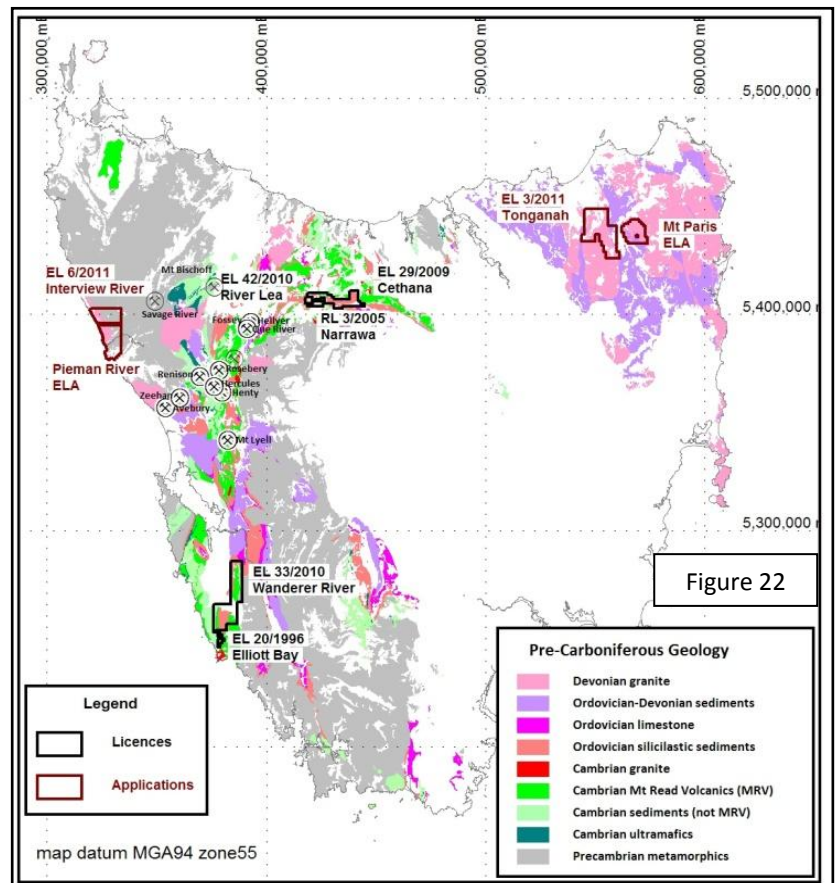 300,000 mE
400,000 mE
500,000 mE
600,000 mE
5,500,000 m
EL 3/2011
Tonganah
Mt Paris
ELA
EL 6/2011
Interview River
Mt Bischoff
EL 42/2010
River Lea
EL 29/2009
Cethana
5,400,000 m
Savage River
Fossey
Hellyer
Que River
RL 3/2005
Narrawa
Pieman River
ELA
Renison
Rosebery
Hercules
Zeehan
Henty
Avebury
Mt Lyell
5,300,000 m
EL 33/2010
Wanderer River
Figure 22
EL 20/1996
Elliott Bay
Legend
Licences
Applications
Pre-Carboniferous Geology
Devonian granite
Ordovician-Devonian sediments
Ordovician limestone
Ordovician silicilastic sediments
Cambrian granite
Cambrian Mt Read Volcanics (MRV)
Cambrian sediments (not MRV)
Cambrian ultramafics
Precambrian metamorphics
map datum MGA94 zone55